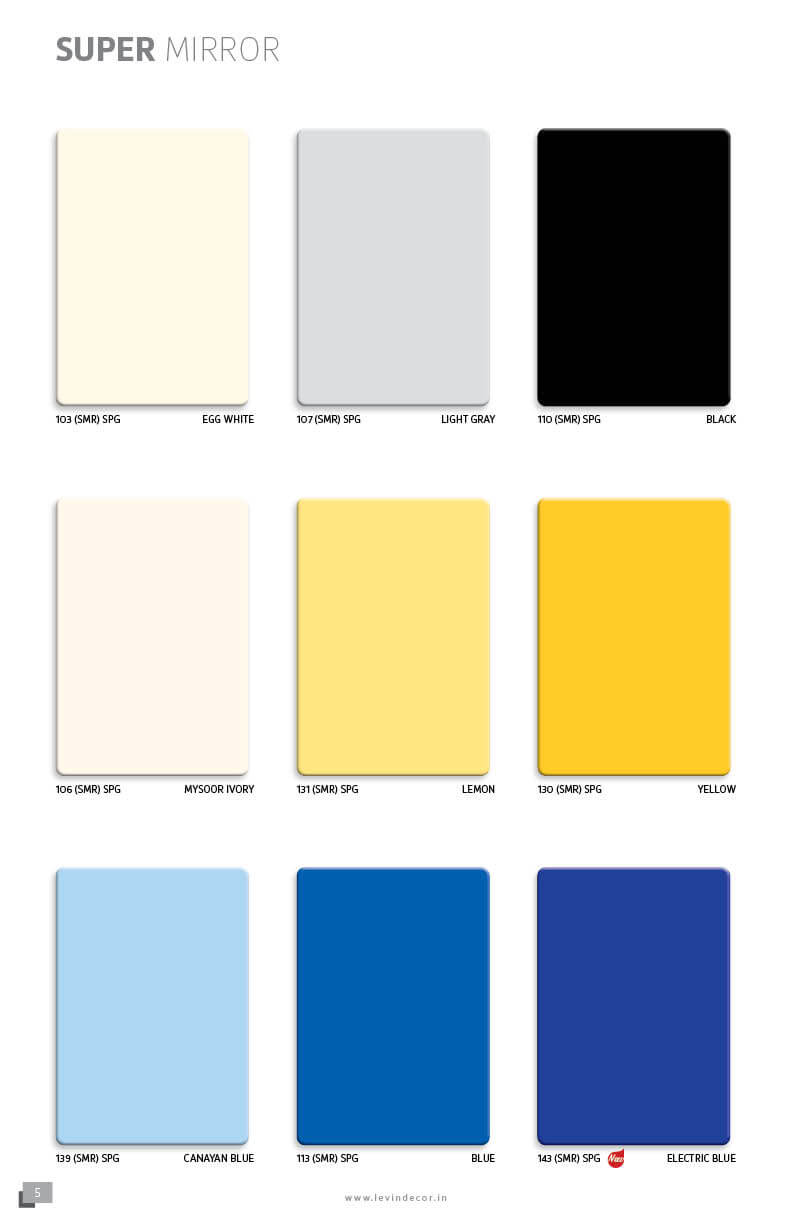 SUPER MIRROR
103 (SMR) SPG EGG WHITE
107 (SMR) SPG LIGHT GRAY
110 (SMR) SPG BLACK
106 (SMR) SPG MYSOOR IVORY
131 (SMR) SPG LEMON
130 (SMR) SPG YELLOW
139 (SMR) SPG CANAYAN BLUE
113 (SMR) SPG BLUE
143 (SMR) SPG New ELECTRIC BLUE
5
www.levindecor.in